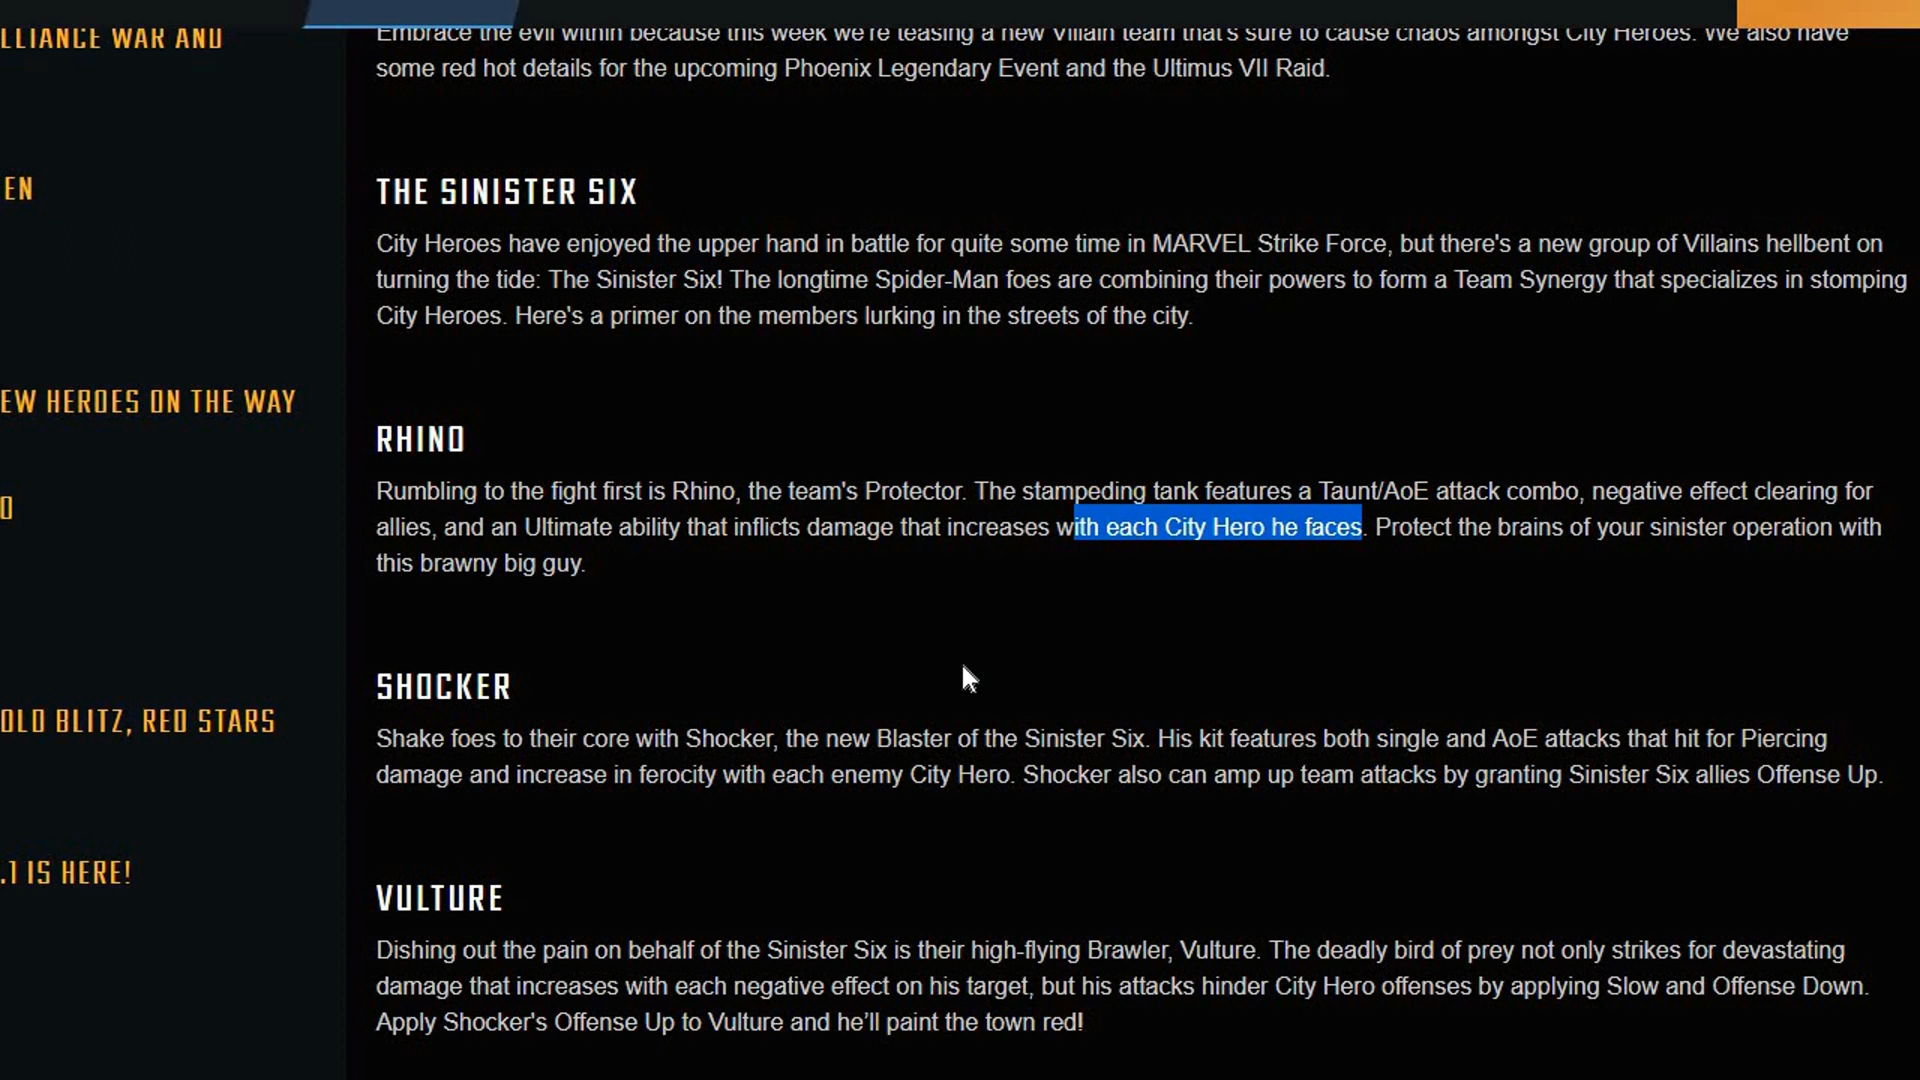 LLIANCE WAR AND
EN
EW HEROES ON THE WAY
O
OLD BLITZ, RED STARS
.1 IS HERE!
Embrace the evil within because this week we're teasing a new Villain team that's sure to cause chaos amongst City Heroes. We also have
some red hot details for the upcoming Phoenix Legendary Event and the Ultimus VII Raid.
THE SINISTER SIX
City Heroes have enjoyed the upper hand in battle for quite some time in MARVEL Strike Force, but there's a new group of Villains hellbent on
turning the tide: The Sinister Six! The longtime Spider-Man foes are combining their powers to form a Team Synergy that specializes in stomping
City Heroes. Here's a primer on the members lurking in the streets of the city.
RHINO
Rumbling to the fight first is Rhino, the team's Protector. The stampeding tank features a Taunt/AoE attack combo, negative effect clearing for
allies, and an Ultimate ability that inflicts damage that increases with each City Hero he faces. Protect the brains of your sinister operation with
this brawny big guy.
SHOCKER
Shake foes to their core with Shocker, the new Blaster of the Sinister Six. His kit features both single and AoE attacks that hit for Piercing
damage and increase in ferocity with each enemy City Hero. Shocker also can amp up team attacks by granting Sinister Six allies Offense Up.
VULTURE
Dishing out the pain on behalf of the Sinister Six is their high-flying Brawler, Vulture. The deadly bird of prey not only strikes for devastating
damage that increases with each negative effect on his target, but his attacks hinder City Hero offenses by applying Slow and Offense Down.
Apply Shocker's Offense Up to Vulture and he’ll paint the town red!